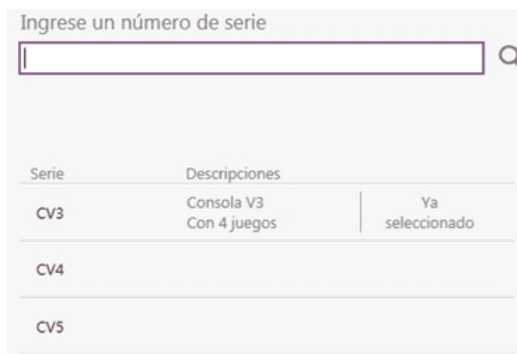 Ingrese un número de serie
Serie Descripciones
CV3 Consola V3 Ya
Con 4 juegos seleccionado
CV4
CV5